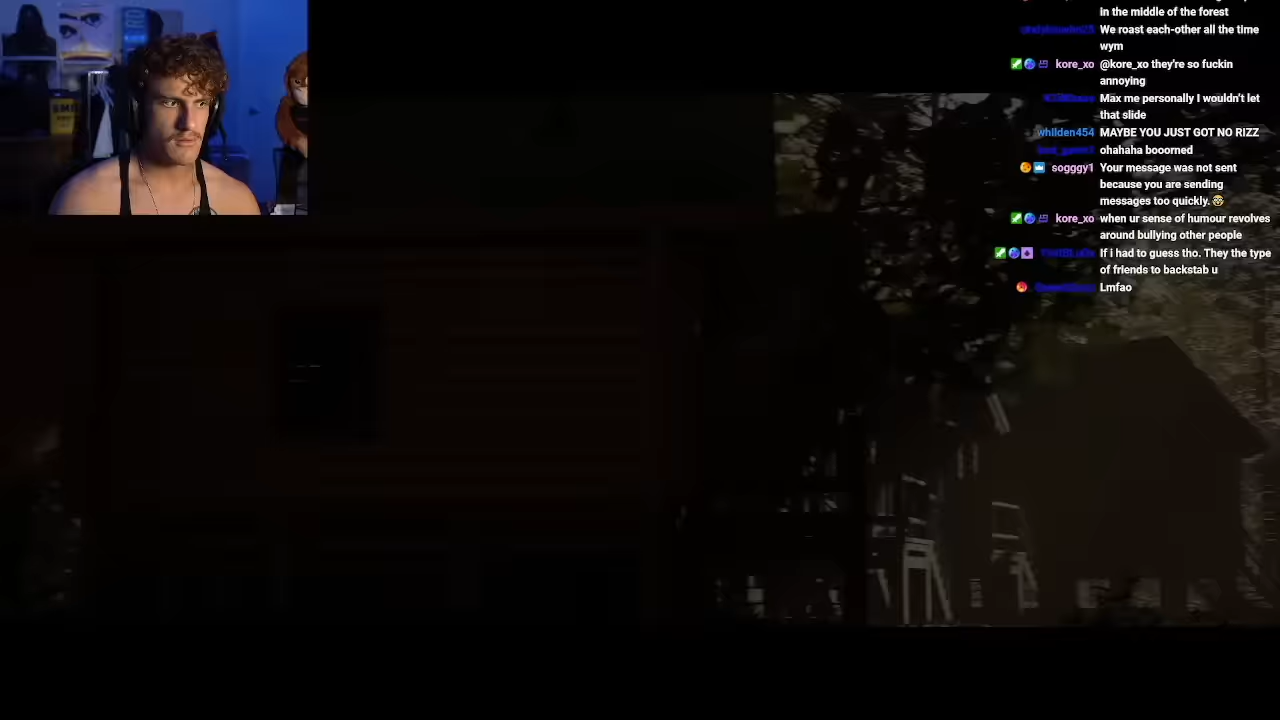 in the middle of the forest
We roast each-other all the time
wym
kore_xo @kore_xo they're so fuckin
annoying
Max me personally I wouldn't let
that slide
whilden454 MAYBE YOU JUST GOT NO RIZZ
ohahaha booorned
sogggy1 Your message was not sent
because you are sending
messages too quickly.
kore_xo when ur sense of humour revolves
around bullying other people
If i had to guess tho. They the type
of friends to backstab u
Lmfao